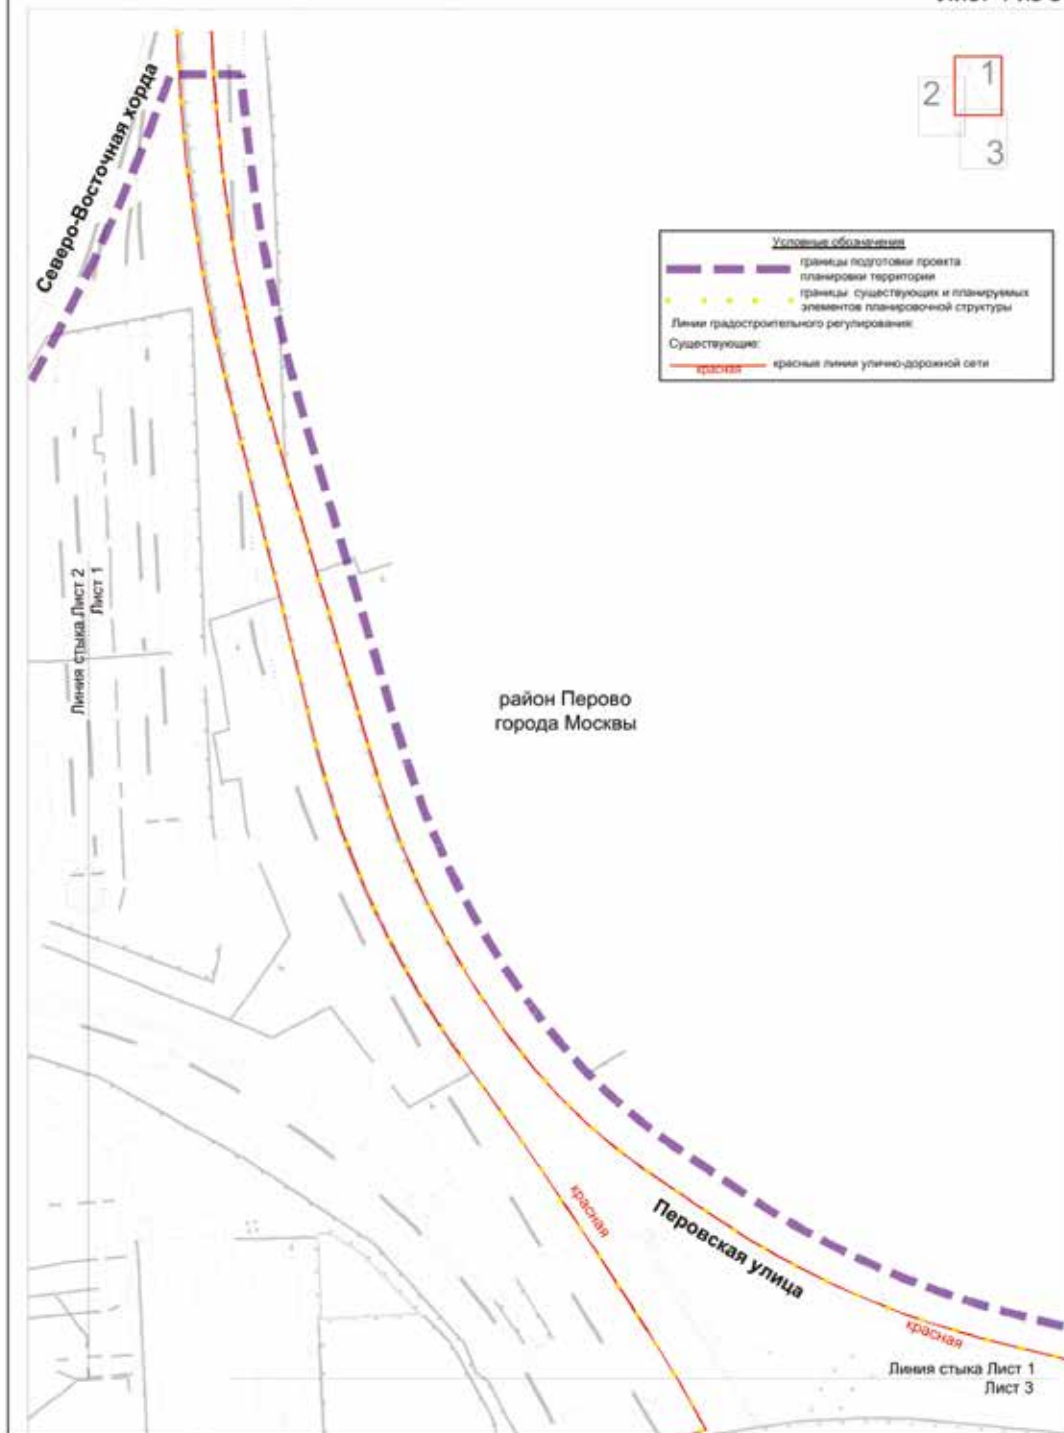 1
2
3
Северо-Восточная хорда
Условные обозначения
границы подготовки проекта
планировки территории
границы существующих и планируемых
элементов планировочной структуры
Линии градостроительного регулирования:
Существующие:
красная
красные линии улично-дорожной сети
Линия стыка Лист 2
Лист 1
район Перово
города Москвы
красная
Перовская улица
красная
Линия стыка Лист 1
Лист 3